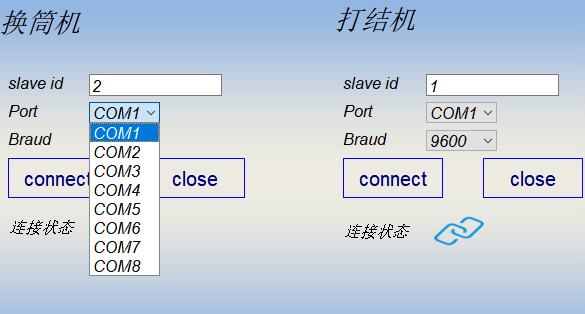 换筒机
slave id 2
Port COM1
Braud
COM1
COM2
COM3
COM4
COM5
COM6
COM7
COM8
connect close
连接状态
打结机
slave id 1
Port COM1
Braud 9600
connect close
连接状态